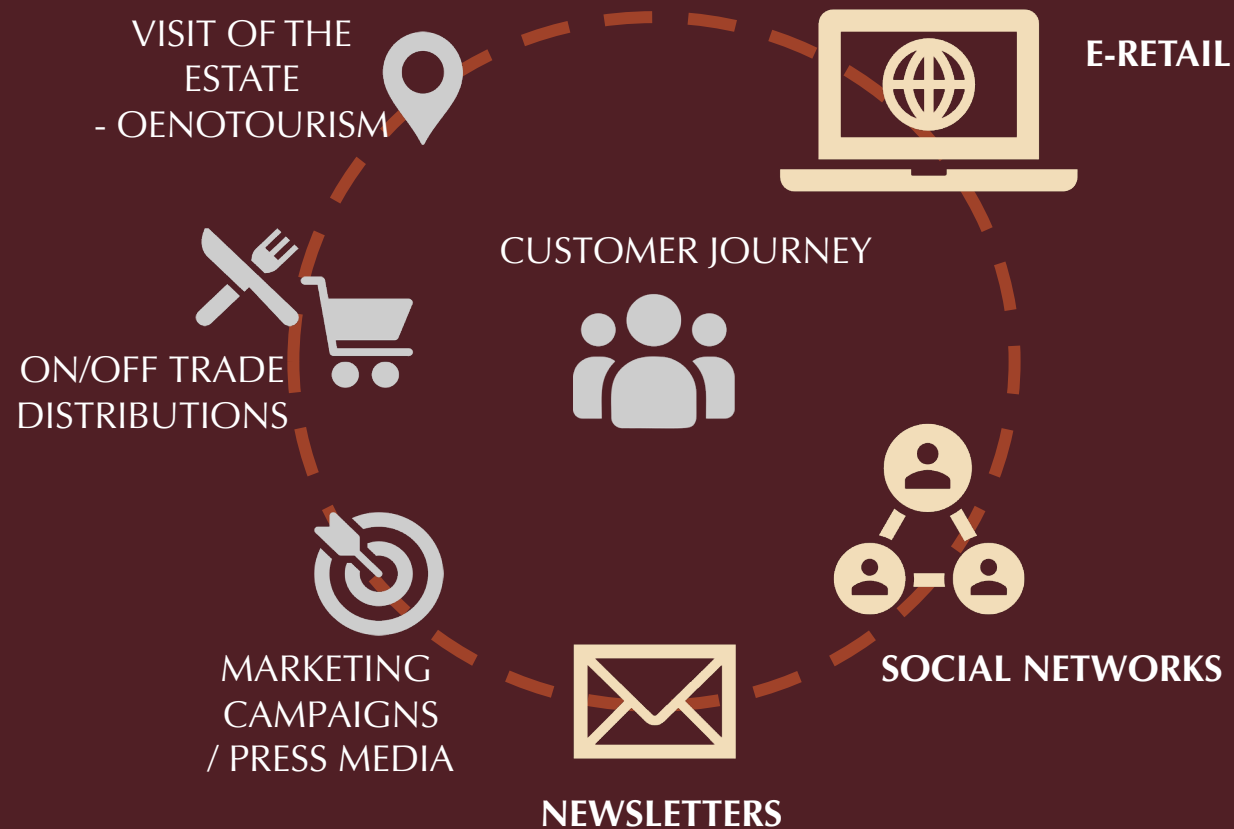 VISIT OF THE
ESTATE
- OENOTOURISM
E-RETAIL
CUSTOMER JOURNEY
ON/OFF TRADE
DISTRIBUTIONS
MARKETING
CAMPAIGNS
/ PRESS MEDIA
SOCIAL NETWORKS
NEWSLETTERS